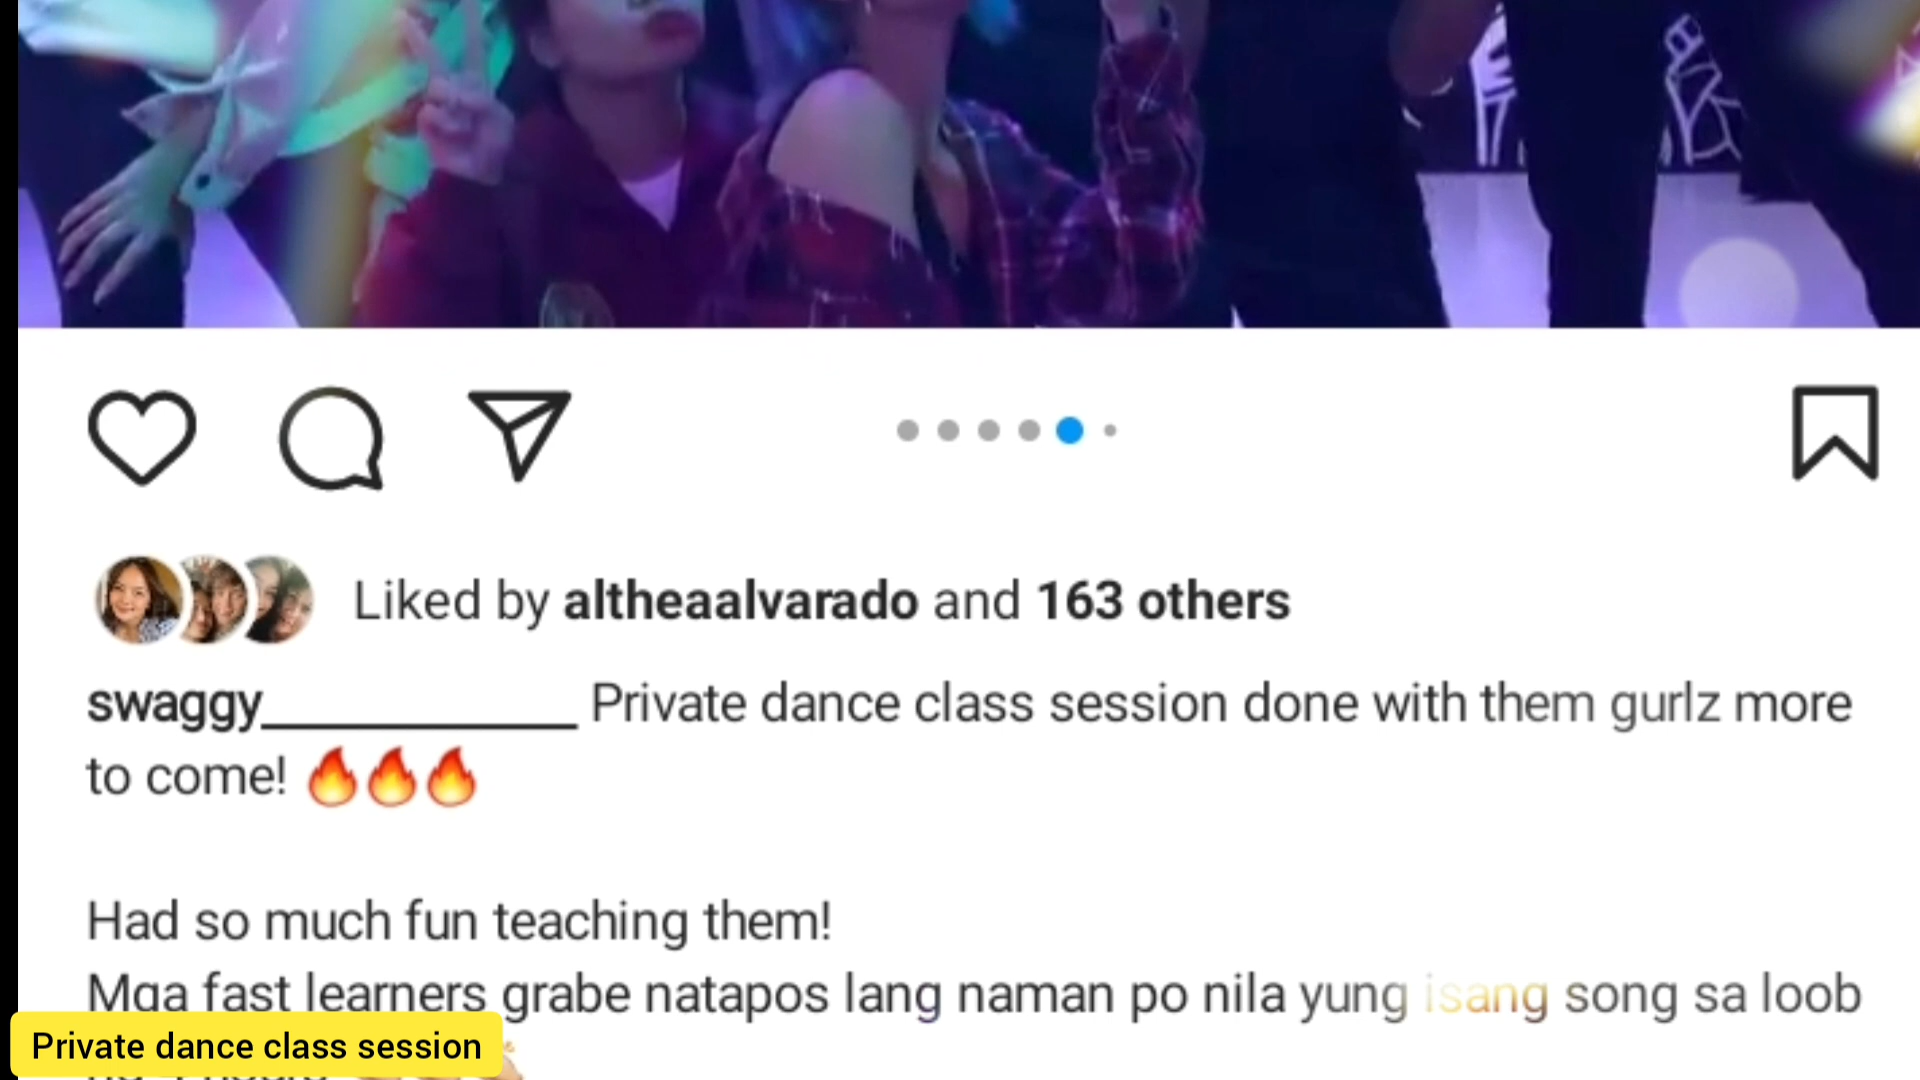 Liked by altheaalvarado and 163 others
swaggy____________ Private dance class session done with them gurlz more
to come! 🔥🔥🔥
Had so much fun teaching them!
Mga fast learners grabe natapos lang naman po nila yung isang song sa loob
Private dance class session